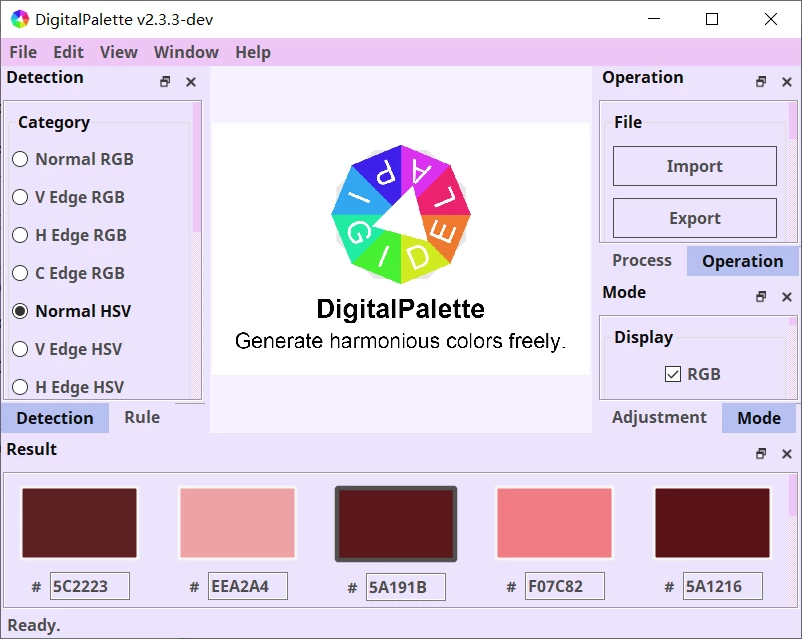 DigitalPalette v2.3.3-dev
File Edit View Window Help
Detection
Category
Normal RGB
V Edge RGB
H Edge RGB
C Edge RGB
Normal HSV
V Edge HSV
H Edge HSV
Detection Rule
DIGITALPALETTE
DigitalPalette
Generate harmonious colors freely.
Operation
File
Import
Export
Process Operation
Mode
Display
RGB
Adjustment Mode
Result
# 5C2223 # EEA2A4 # 5A191B # F07C82 # 5A1216
Ready.